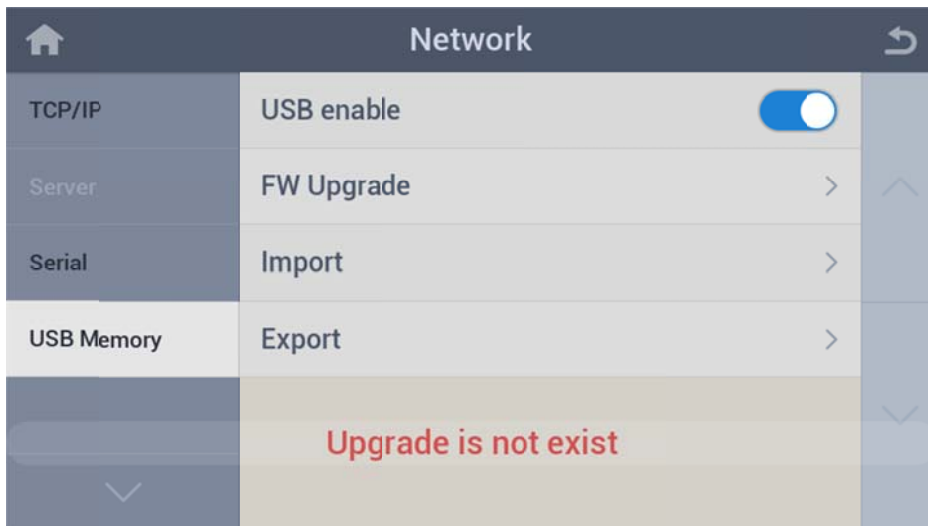 Network
TCP/IP
USB enable
Server
FW Upgrade
Serial
Import
USB Memory
Export
Upgrade is not exist